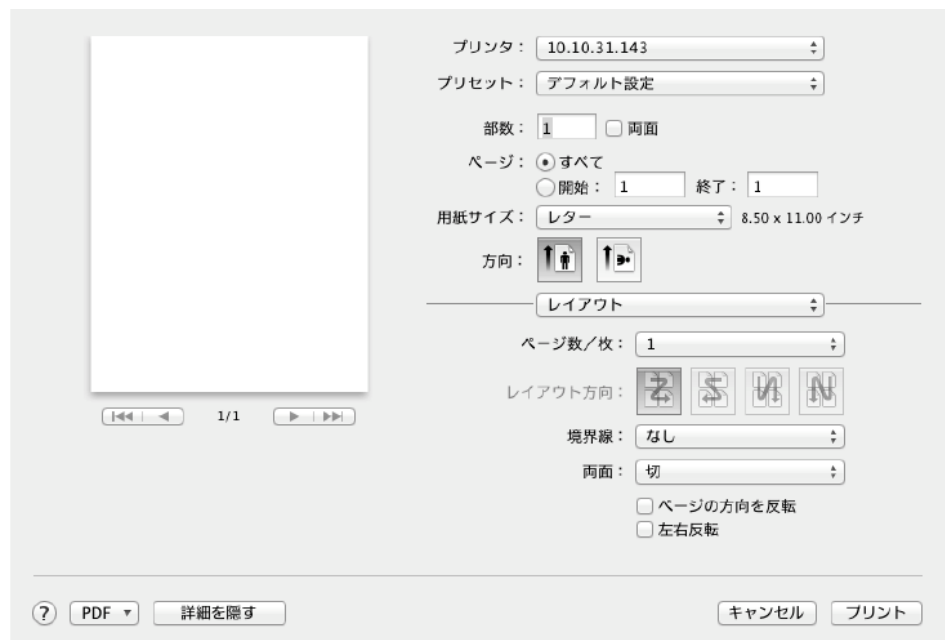 プリンタ： 10.10.31.143
プリセット： デフォルト設定
部数： 1 両面
ページ： すべて
開始： 1 終了： 1
用紙サイズ： レター 8.50 x 11.00 インチ
方向：
レイアウト
ページ数／枚： 1
レイアウト方向：
1/1
境界線： なし
両面： 切
ページの方向を反転
左右反転
? PDF 詳細を隠す キャンセル プリント